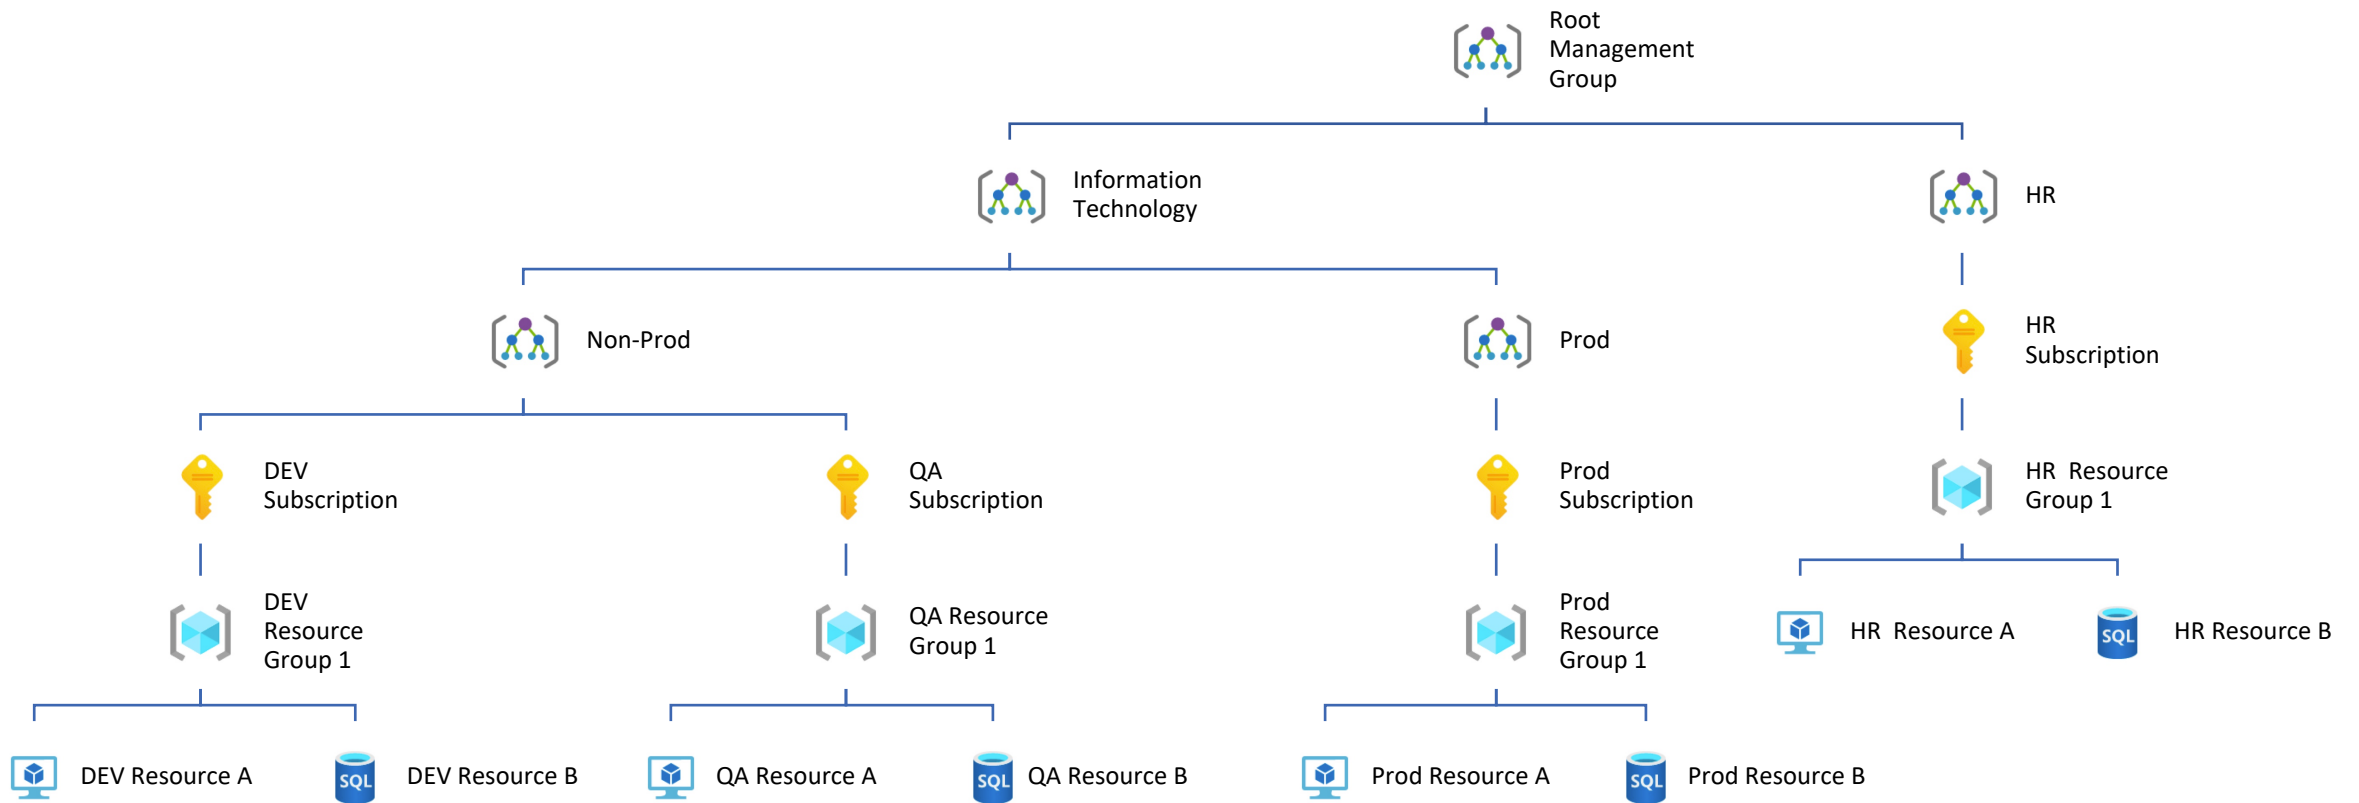 Root
Management
Group
Information
Technology
HR
Non-Prod
Prod
HR
Subscription
DEV
Subscription
QA
Subscription
Prod
Subscription
HR  Resource
Group 1
DEV
Resource
Group 1
QA Resource
Group 1
Prod
Resource
Group 1
HR  Resource A
SQL
HR Resource B
DEV Resource A
SQL
DEV Resource B
QA Resource A
SQL
QA Resource B
Prod Resource A
SQL
Prod Resource B